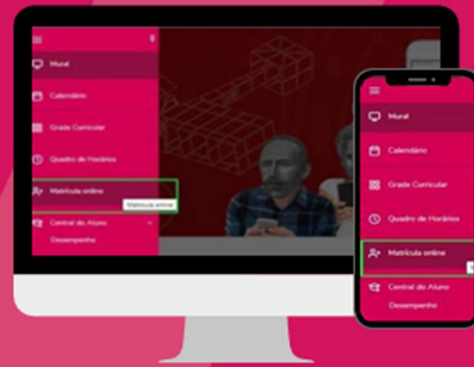 Mural
Calendário
Grade Curricular
Quadro de Horários
Matrícula online
Matrícula online
Central do Aluno
Desempenho
Mural
Calendário
Grade Curricular
Quadro de Horários
Matrícula online
Central do Aluno
Desempenho